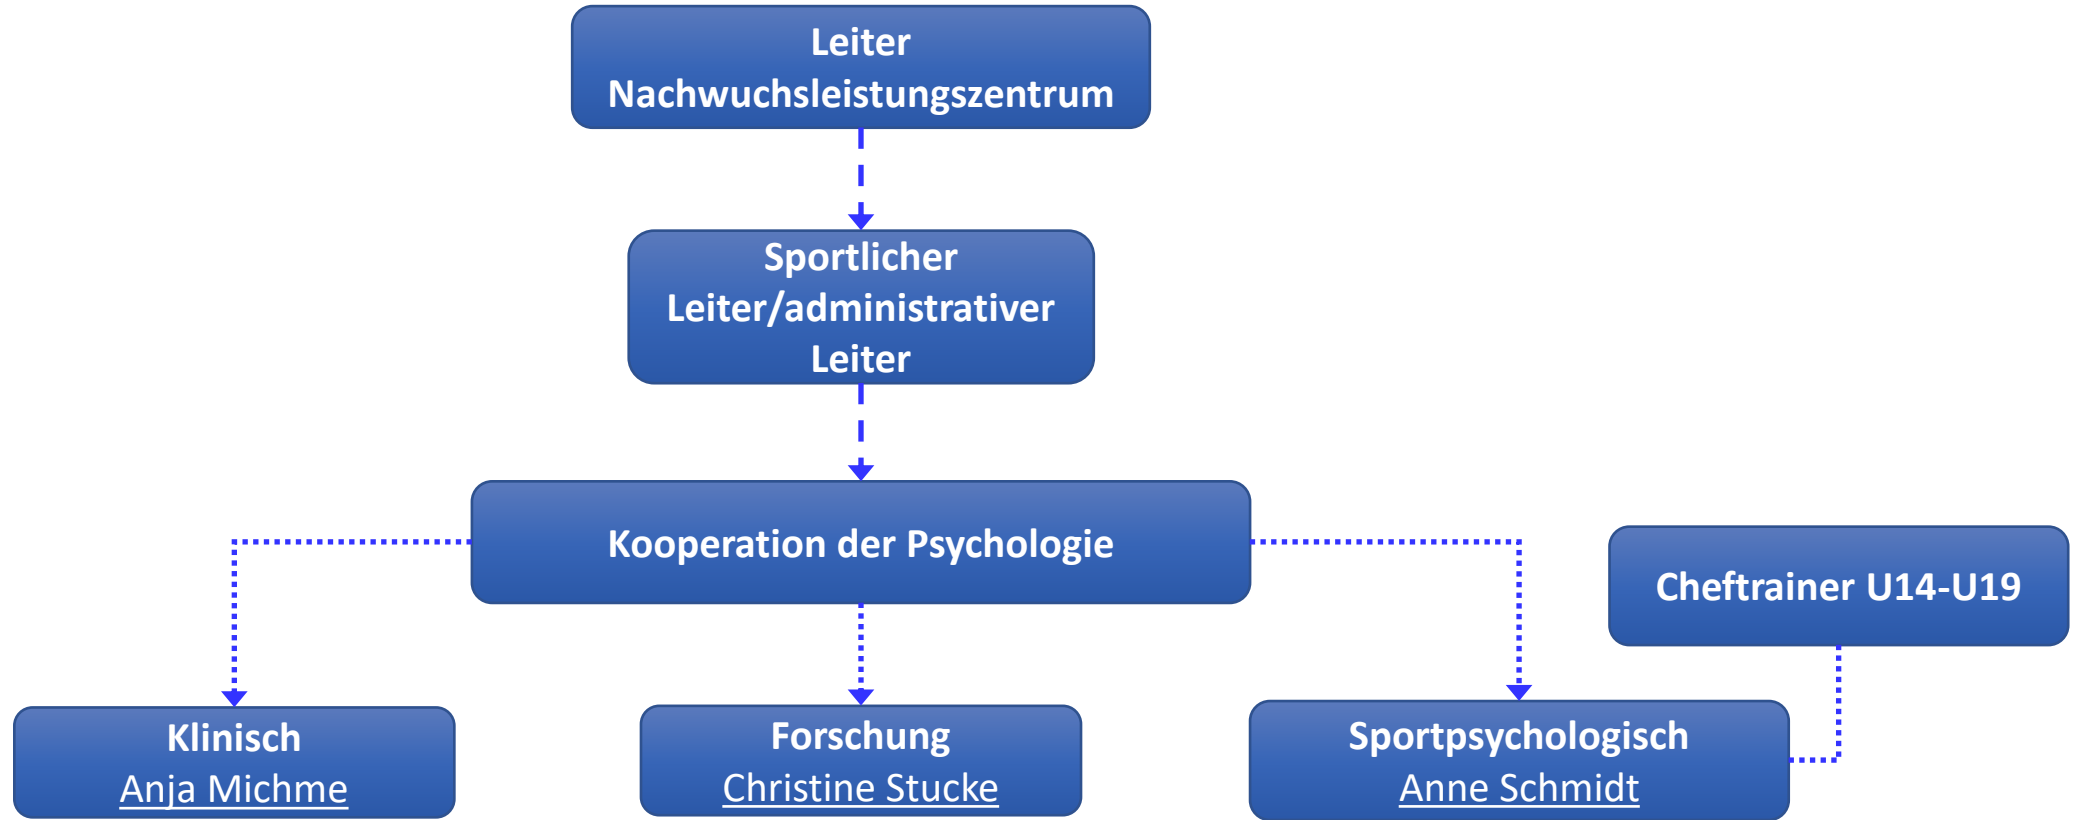 Leiter
Nachwuchsleistungszentrum
Sportlicher
Leiter/administrativer
Leiter
Kooperation der Psychologie
Cheftrainer U14-U19
Klinisch
Anja Michme
Forschung
Christine Stucke
Sportpsychologisch
Anne Schmidt